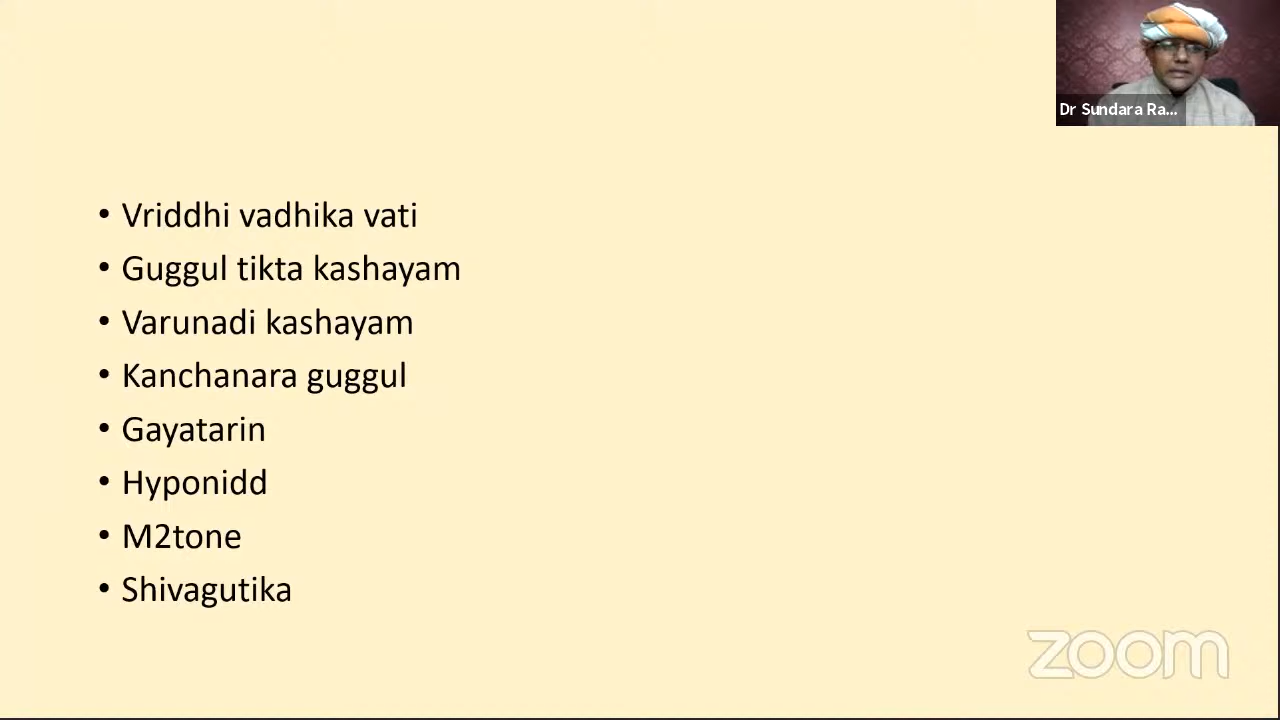 Dr Sundara Ra...
• Vriddhi vadhika vati
• Guggul tikta kashayam
• Varunadi kashayam
• Kanchanara guggul
• Gayatarin
• Hyponidd
• M2tone
• Shivagutika
zoom